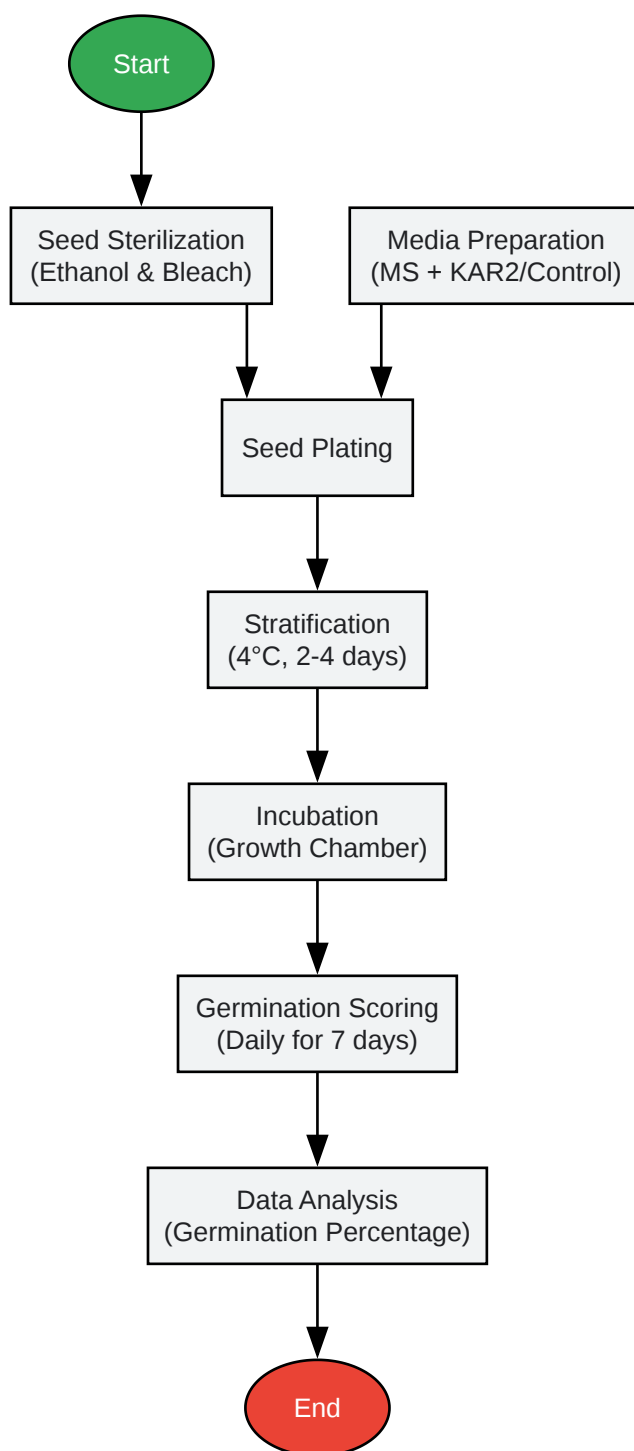 Start
Seed Sterilization
(Ethanol & Bleach)
Media Preparation
(MS + KAR2/Control)
Seed Plating
Stratification
(4°C, 2-4 days)
Incubation
(Growth Chamber)
Germination Scoring
(Daily for 7 days)
Data Analysis
(Germination Percentage)
End